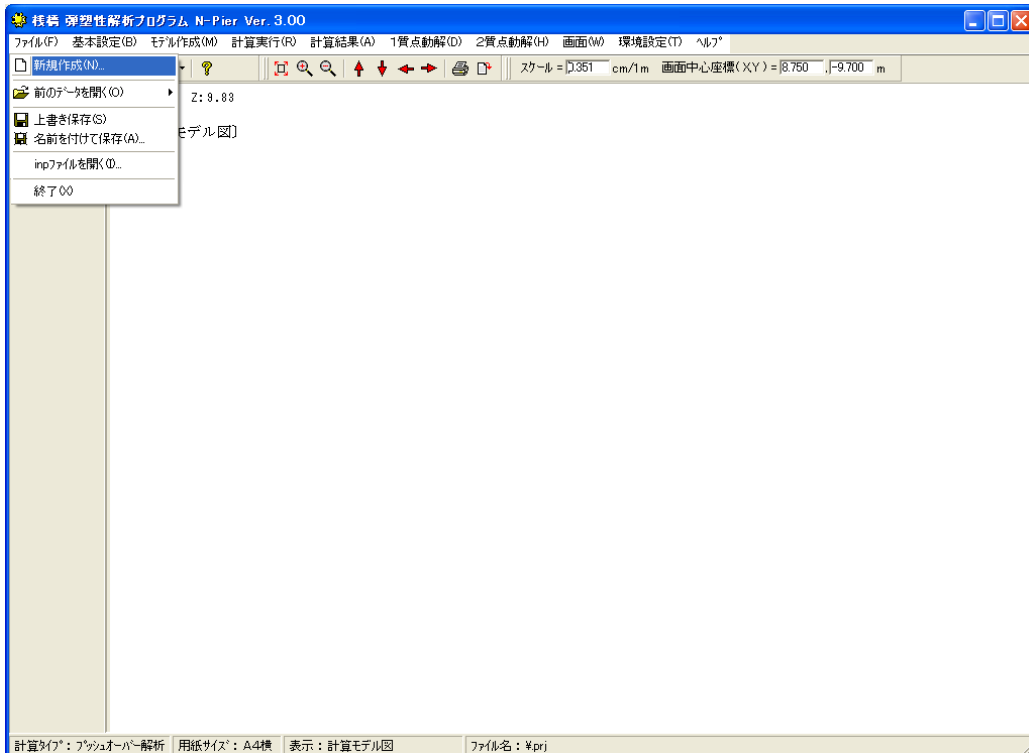 桟橋 弾塑性解析プログラム N-Pier Ver. 3.00
ファイル(F) 基本設定(B) モデル作成(M) 計算実行(R) 計算結果(A) 1質点動解(D) 2質点動解(H) 画面(W) 環境設定(T) ヘルプ
スケール = 0.351 cm/1m 画面中心座標(X,Y) = 8.750 , -9.700 m
新規作成(N)...
前のデータを開く(O)
上書き保存(S)
名前を付けて保存(A)...
inpファイルを開く(I)...
終了(X)
Z:9.83
モデル図〕
計算タイプ:プッシュオーバー解析 用紙サイズ:A4横 表示:計算モデル図 ファイル名:¥.prj